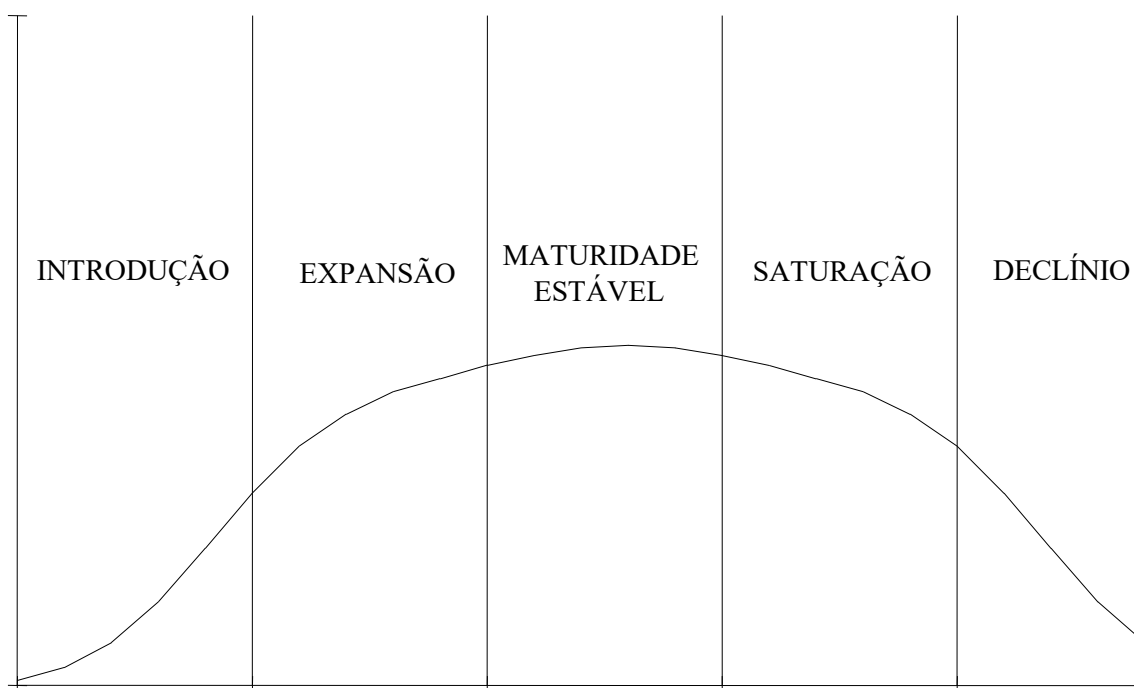 INTRODUÇÃO
EXPANSÃO
MATURIDADE
ESTÁVEL
SATURAÇÃO
DECLÍNIO